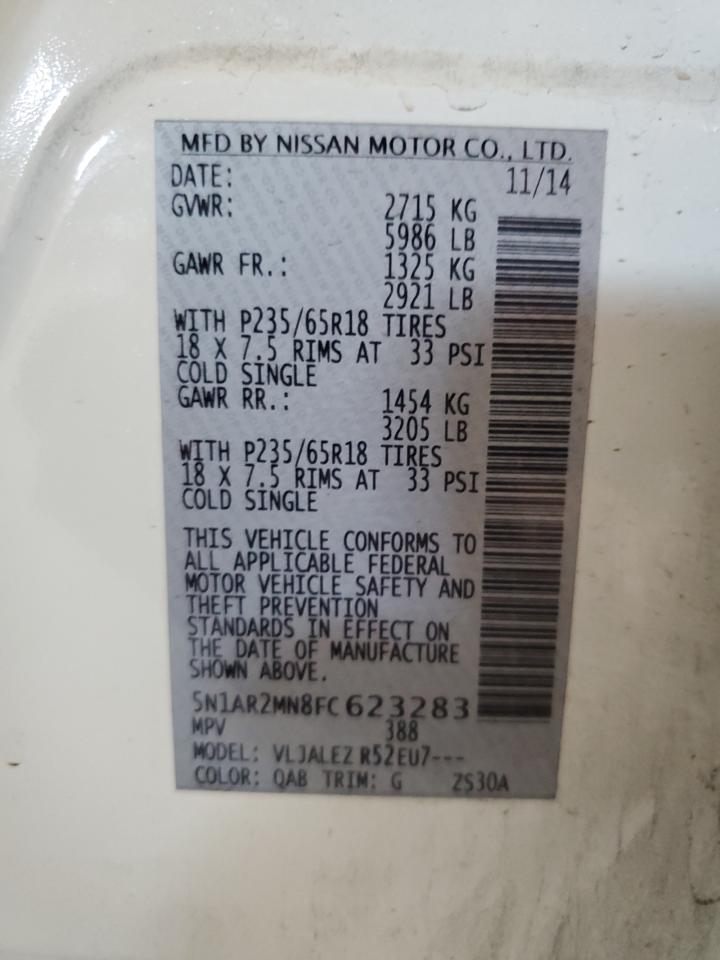 MFD BY NISSAN MOTOR CO., LTD.
DATE: 11/14
GVWR: 2715 KG
5986 LB
GAWR FR.: 1325 KG
2921 LB
WITH P235/65R18 TIRES
18 X 7.5 RIMS AT 33 PSI
COLD SINGLE
GAWR RR.: 1454 KG
3205 LB
WITH P235/65R18 TIRES
18 X 7.5 RIMS AT 33 PSI
COLD SINGLE
THIS VEHICLE CONFORMS TO
ALL APPLICABLE FEDERAL
MOTOR VEHICLE SAFETY AND
THEFT PREVENTION
STANDARDS IN EFFECT ON
THE DATE OF MANUFACTURE
SHOWN ABOVE.
5N1AR2MN8FC623283
MPV 388
MODEL: VLJALEZ R52EU7---
COLOR: QAB TRIM: G ZS30A